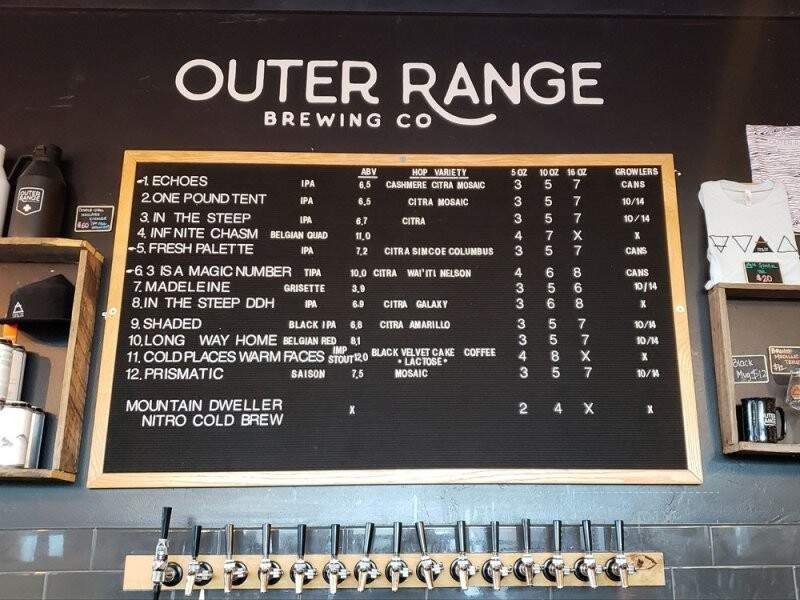 OUTER RANGE
BREWING CO
ABV HOP VARIETY 5 OZ 10 OZ 16 OZ GROWLERS
1. ECHOES IPA 6,5 CASHMERE CITRA MOSAIC 3 5 7 CANS
2. ONE POUND TENT IPA 6,5 CITRA MOSAIC 3 5 7 10/14
3. IN THE STEEP IPA 6,7 CITRA 3 5 7 10/14
4. INF NITE CHASM BELGIAN QUAD 11,0 4 7 X X
5. FRESH PALETTE IPA 7,2 CITRA SIMCOE COLUMBUS 3 5 7 CANS
6. 3 IS A MAGIC NUMBER TIPA 10,0 CITRA WAI'ITI NELSON 4 6 8 CANS
7. MADELEINE GRISETTE 3,9 3 5 6 10/14
8. IN THE STEEP DDH IPA 6.9 CITRA GALAXY 3 6 8 X
9. SHADED BLACK IPA 6,8 CITRA AMARILLO 3 5 7 10/14
10. LONG WAY HOME BELGIAN RED 8,1 3 5 7 10/14
11. COLD PLACES WARM FACES IMP STOUT 12,0 BLACK VELVET CAKE COFFEE 4 8 X X
• LACTOSE •
12. PRISMATIC SAISON 7,5 MOSAIC 3 5 7 10/14
MOUNTAIN DWELLER X 2 4 X X
NITRO COLD BREW
OUTER
RANGE
$60
$20
Black
Mug $12